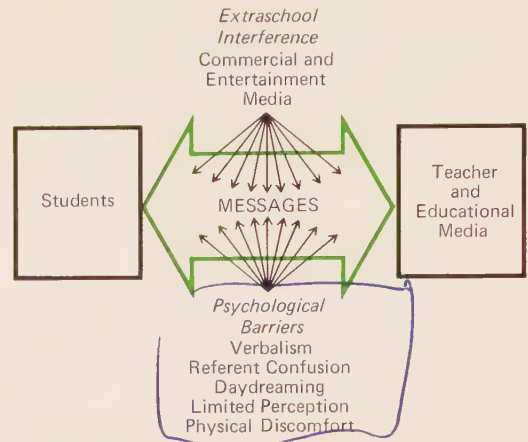 Extraschool
Interference
Commercial and
Entertainment
Media
Students
MESSAGES
Teacher
and
Educational
Media
Psychological
Barriers
Verbalism
Referent Confusion
Daydreaming
Limited Perception
Physical Discomfort